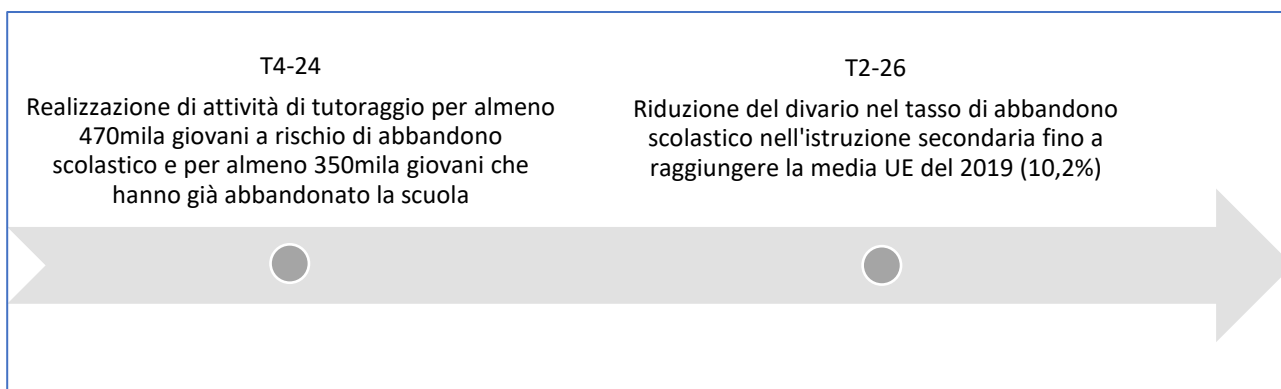 T4-24
Realizzazione di attività di tutoraggio per almeno
470mila giovani a rischio di abbandono
scolastico e per almeno 350mila giovani che
hanno già abbandonato la scuola
T2-26
Riduzione del divario nel tasso di abbandono
scolastico nell'istruzione secondaria fino a
raggiungere la media UE del 2019 (10,2%)